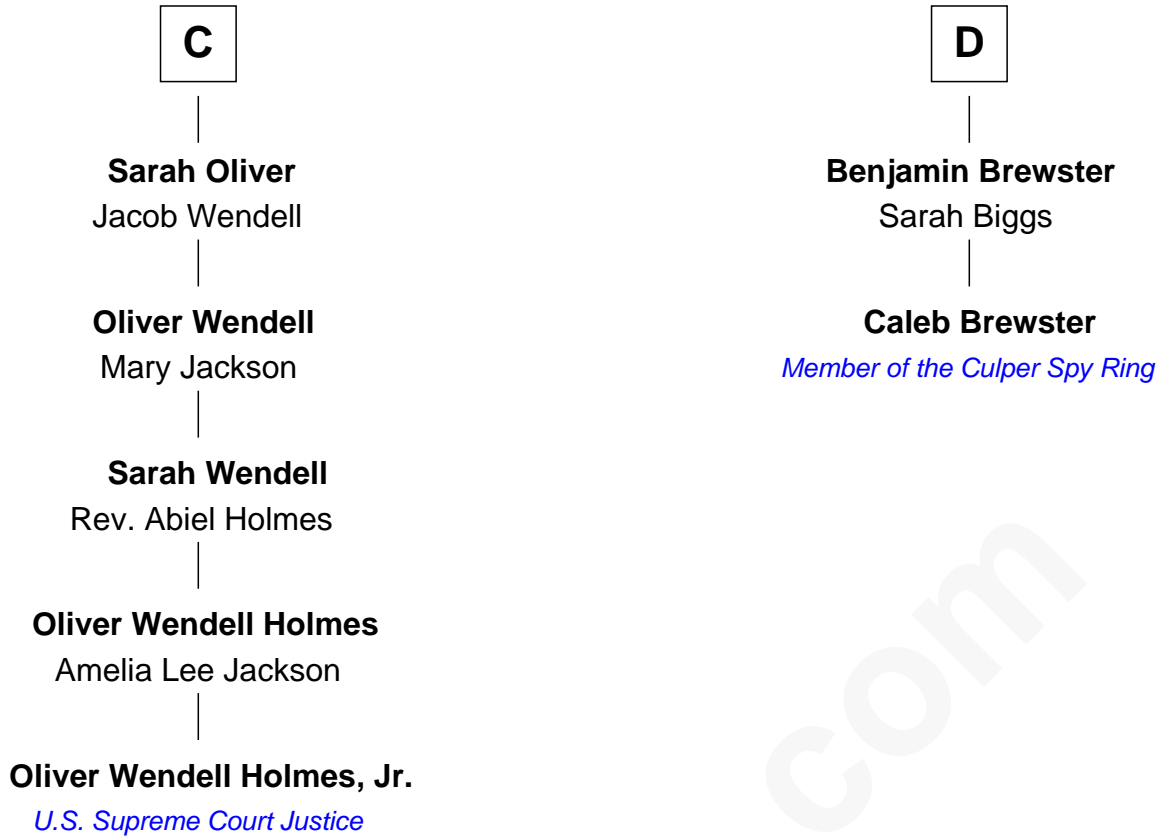 C
Sarah Oliver
Jacob Wendell
Oliver Wendell
Mary Jackson
Sarah Wendell
Rev. Abiel Holmes
Oliver Wendell Holmes
Amelia Lee Jackson
Oliver Wendell Holmes, Jr.
U.S. Supreme Court Justice
D
Benjamin Brewster
Sarah Biggs
Caleb Brewster
Member of the Culper Spy Ring
com